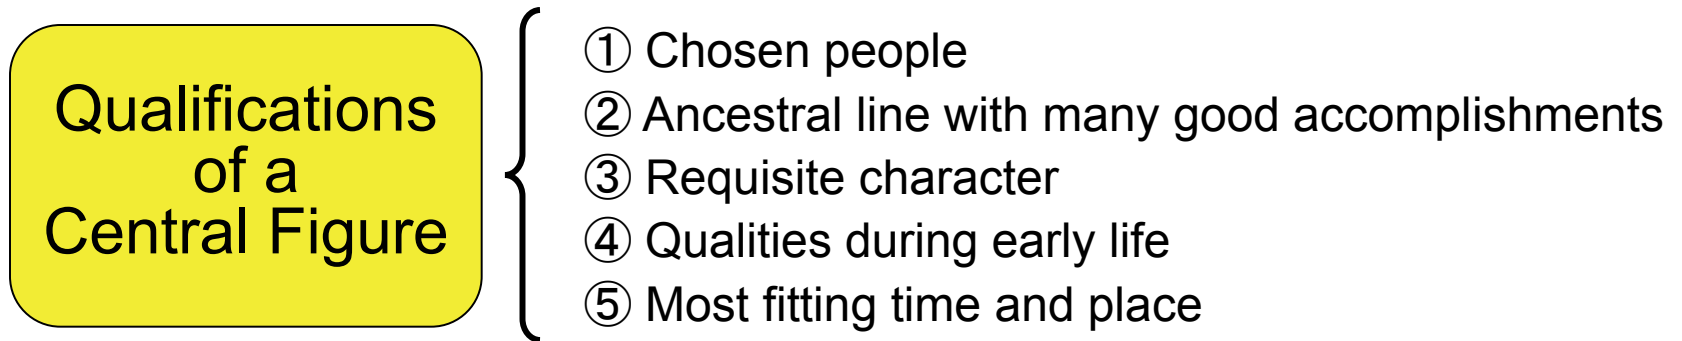 Qualifications
of a
Central Figure
① Chosen people
② Ancestral line with many good accomplishments
③ Requisite character
④ Qualities during early life
⑤ Most fitting time and place